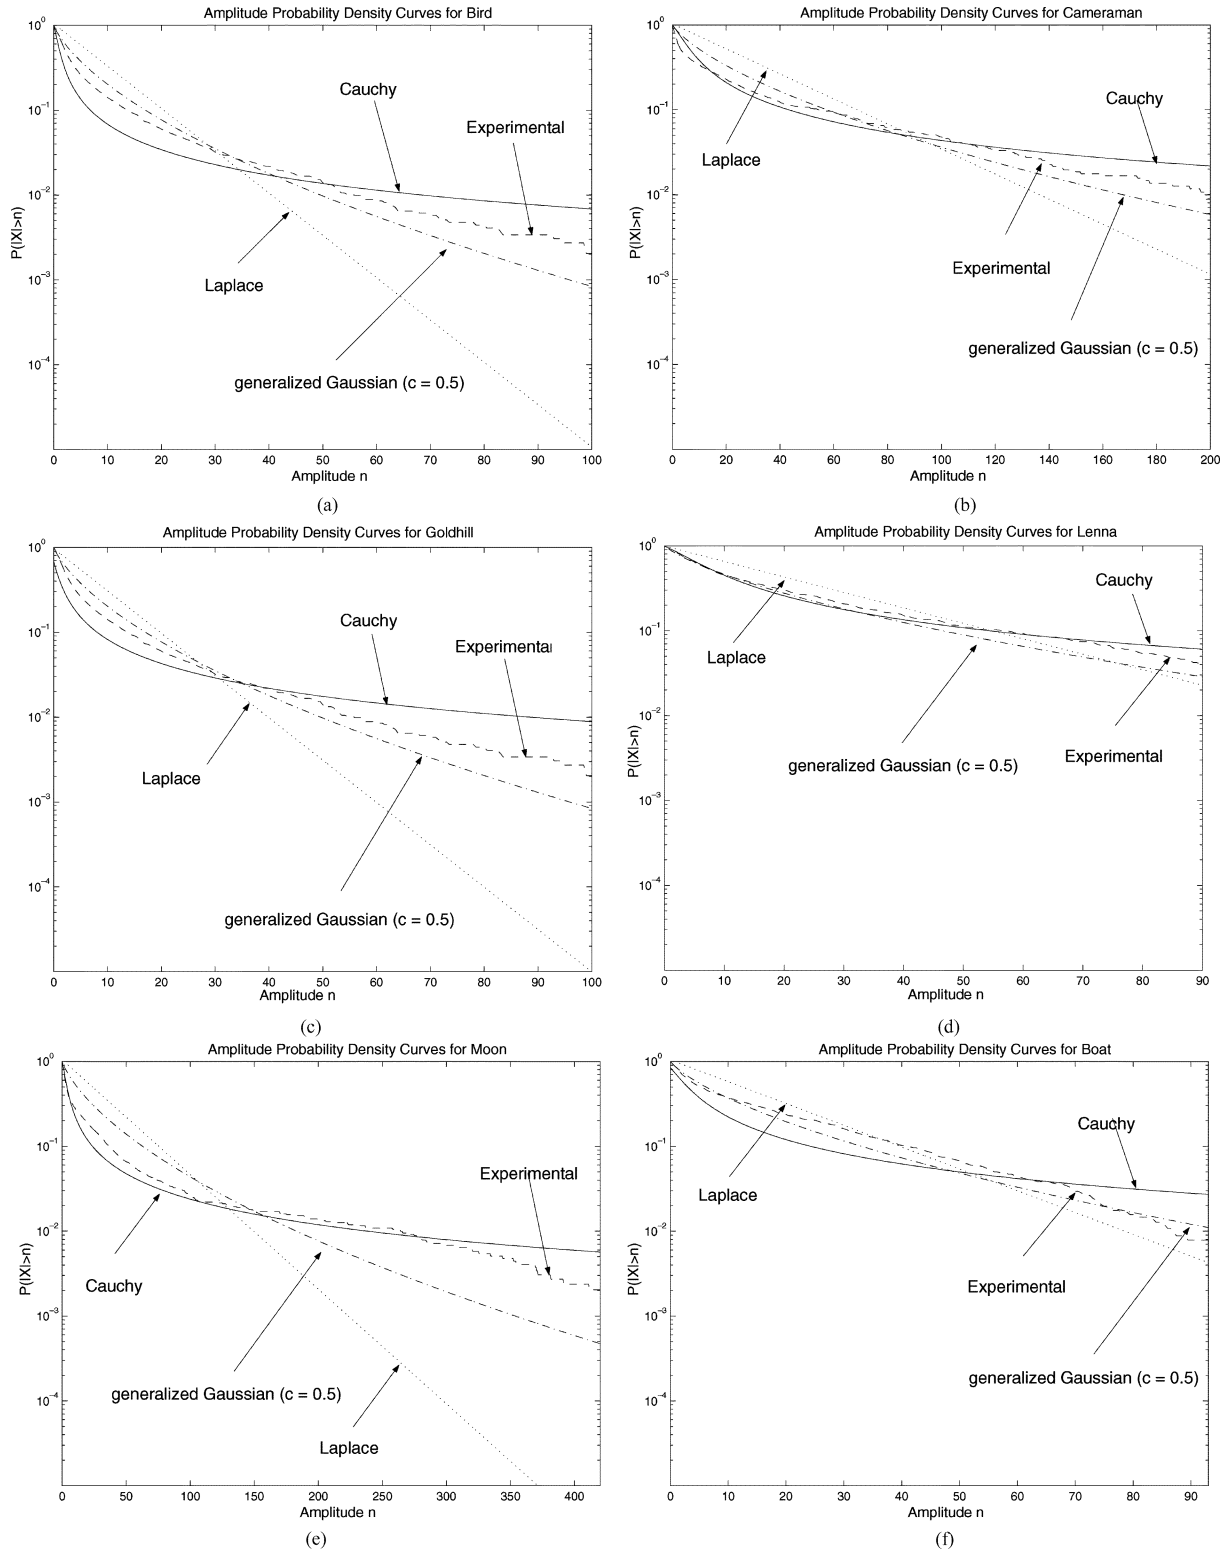 Amplitude Probability Density Curves for Bird
10^0
10^-1
10^-2
10^-3
10^-4
P(|X|>n)
Cauchy
Experimental
Laplace
generalized Gaussian (c = 0.5)
0 10 20 30 40 50 60 70 80 90 100
Amplitude n
(a)
Amplitude Probability Density Curves for Cameraman
10^0
10^-1
10^-2
10^-3
10^-4
P(|X|>n)
Cauchy
Laplace
Experimental
generalized Gaussian (c = 0.5)
0 20 40 60 80 100 120 140 160 180 200
Amplitude n
(b)
Amplitude Probability Density Curves for Goldhill
10^0
10^-1
10^-2
10^-3
10^-4
P(|X|>n)
Cauchy
Experimental
Laplace
generalized Gaussian (c = 0.5)
0 10 20 30 40 50 60 70 80 90 100
Amplitude n
(c)
Amplitude Probability Density Curves for Lenna
10^0
10^-1
10^-2
10^-3
10^-4
P(|X|>n)
Cauchy
Laplace
Experimental
generalized Gaussian (c = 0.5)
0 10 20 30 40 50 60 70 80 90
Amplitude n
(d)
Amplitude Probability Density Curves for Moon
10^0
10^-1
10^-2
10^-3
10^-4
P(|X|>n)
Experimental
Cauchy
generalized Gaussian (c = 0.5)
Laplace
0 50 100 150 200 250 300 350 400
Amplitude n
(e)
Amplitude Probability Density Curves for Boat
10^0
10^-1
10^-2
10^-3
10^-4
P(|X|>n)
Cauchy
Laplace
Experimental
generalized Gaussian (c = 0.5)
0 10 20 30 40 50 60 70 80 90
Amplitude n
(f)